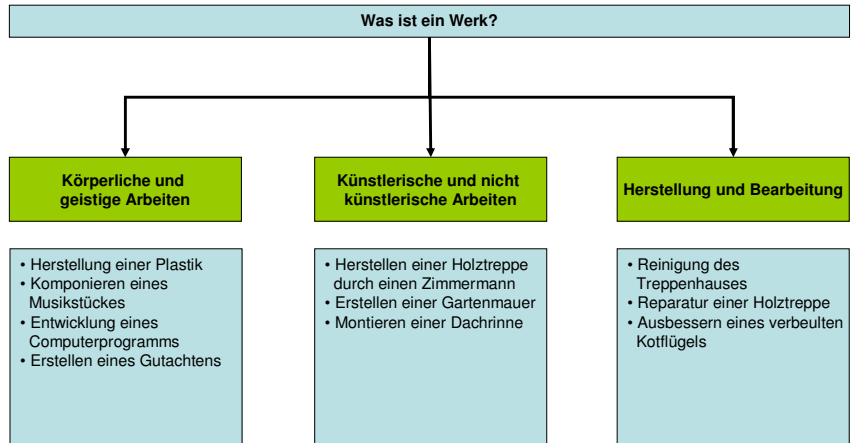 Was ist ein Werk?
Körperliche und
geistige Arbeiten
Künstlerische und nicht
künstlerische Arbeiten
Herstellung und Bearbeitung
• Herstellung einer Plastik
• Komponieren eines
Musikstückes
• Entwicklung eines
Computerprogramms
• Erstellen eines Gutachtens
• Herstellen einer Holztreppe
durch einen Zimmermann
• Erstellen einer Gartenmauer
• Montieren einer Dachrinne
• Reinigung des
Treppenhauses
• Reparatur einer Holztreppe
• Ausbessern eines verbeulten
Kotflügels